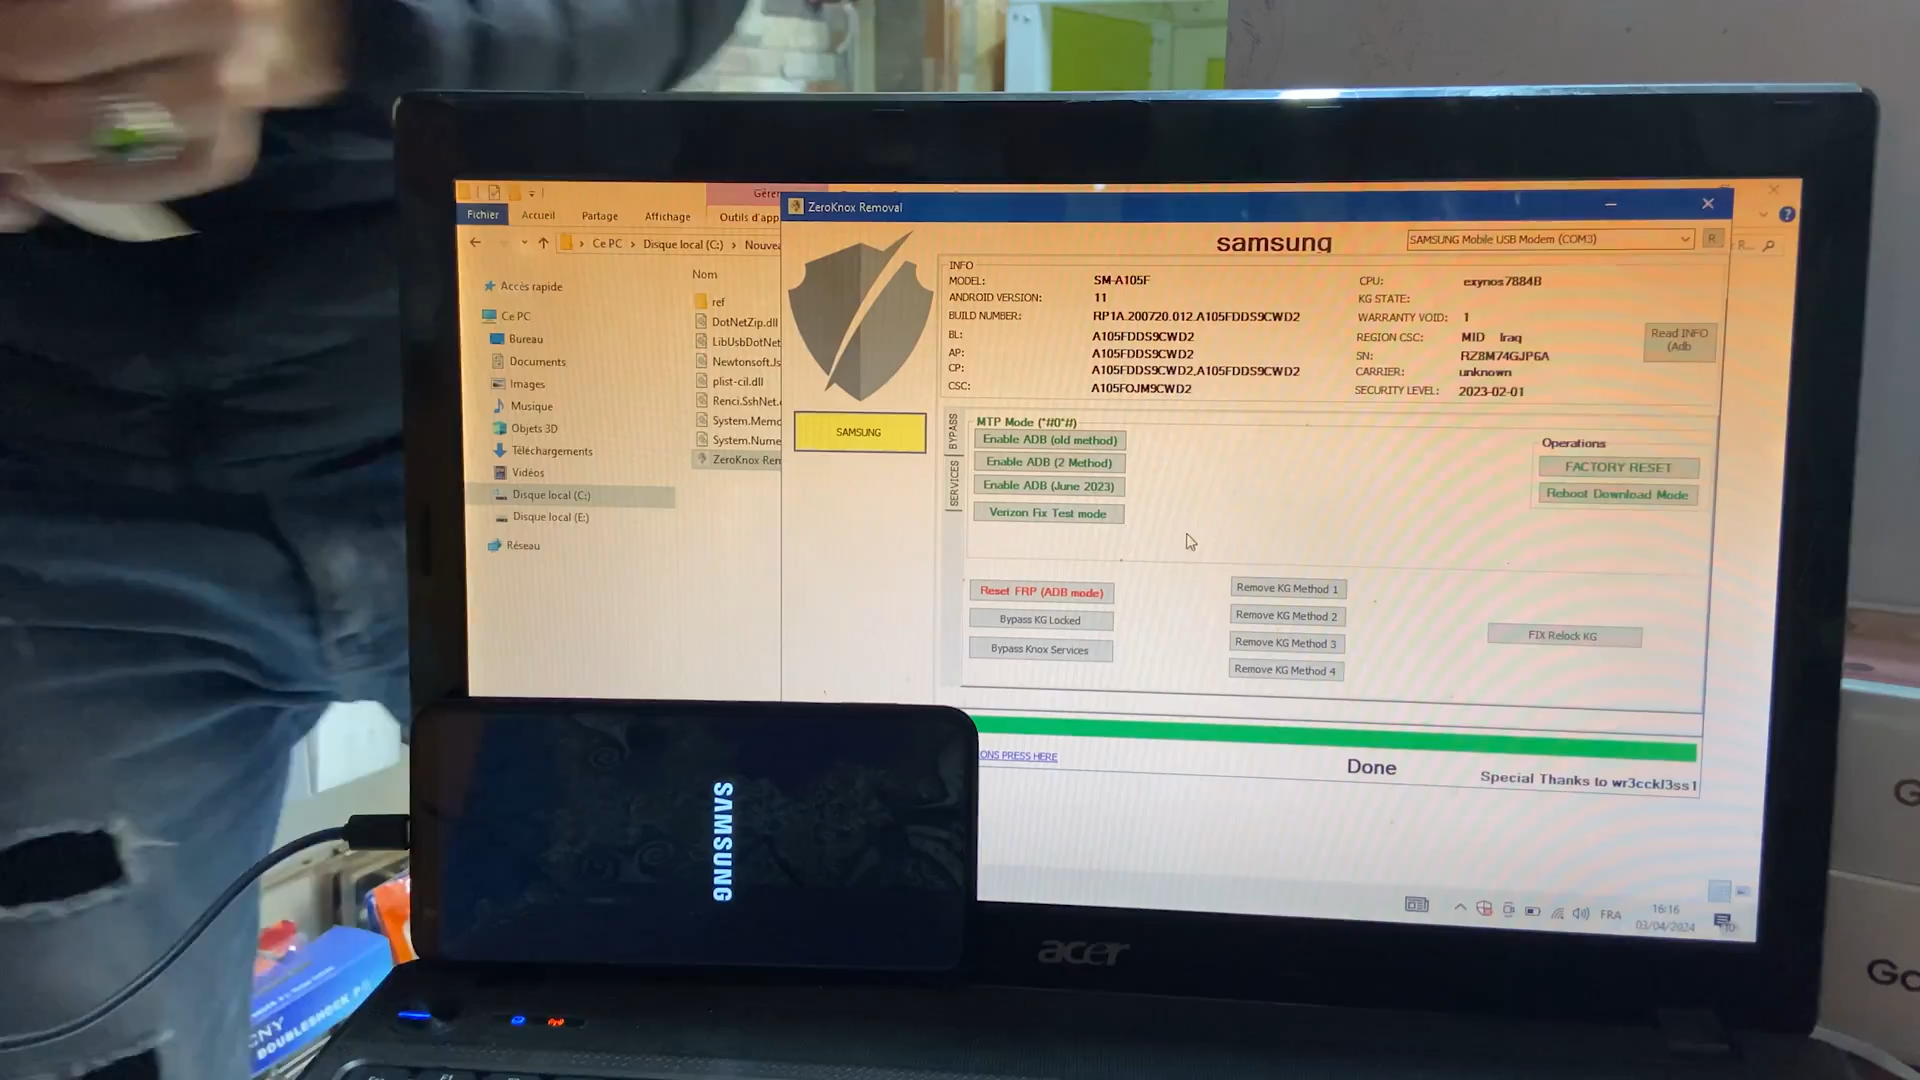 Fichier
Accueil
Partage
Affichage
Outils d'app
Ce PC > Disque local (C:) > Nouve
Accès rapide
Ce PC
Bureau
Documents
Images
Musique
Objets 3D
Téléchargements
Vidéos
Disque local (C:)
Disque local (E:)
Réseau
Nom
ref
DotNetZip.dll
LibUsbDotNet
Newtonsoft.Js
plist-cil.dll
Renci.SshNet.
System.Memo
System.Nume
ZeroKnox Rem
ZeroKnox Removal
samsung
SAMSUNG Mobile USB Modem (COM3)
R
R...
INFO
MODEL: SM-A105F
ANDROID VERSION: 11
BUILD NUMBER: RP1A.200720.012.A105FDDS9CWD2
BL: A105FDDS9CWD2
AP: A105FDDS9CWD2
CP: A105FDDS9CWD2,A105FDDS9CWD2
CSC: A105FOJM9CWD2
CPU: exynos7884B
KG STATE:
WARRANTY VOID: 1
REGION CSC: MID Iraq
SN: RZ8M74GJP6A
CARRIER: unknown
SECURITY LEVEL: 2023-02-01
Read INFO
(Adb
SAMSUNG
BYPASS
SERVICES
MTP Mode (*#0*#)
Enable ADB (old method)
Enable ADB (2 Method)
Enable ADB (June 2023)
Verizon Fix Test mode
Operations
FACTORY RESET
Reboot Download Mode
Reset FRP (ADB mode)
Bypass KG Locked
Bypass Knox Services
Remove KG Method 1
Remove KG Method 2
Remove KG Method 3
Remove KG Method 4
FIX Relock KG
ONS PRESS HERE
Done
Special Thanks to wr3cckl3ss1
SAMSUNG
FRA
16:16
03/04/2024
acer
DOUBLESHOCK P